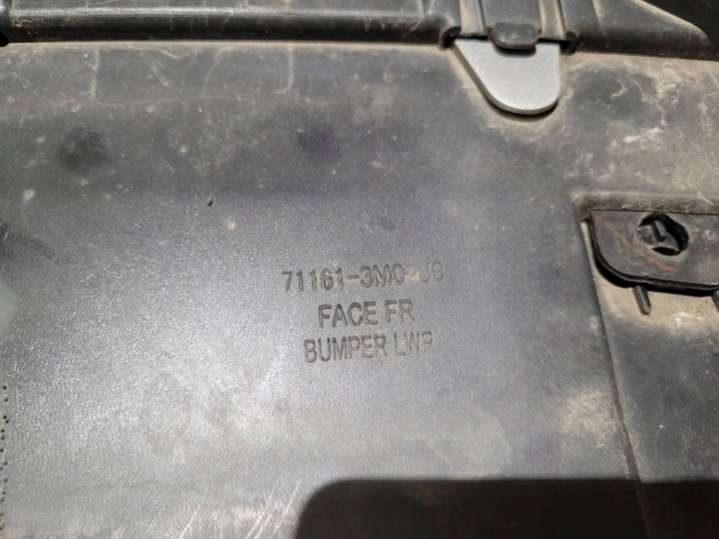 71161-3M0-J0
FACE FR
BUMPER LWR